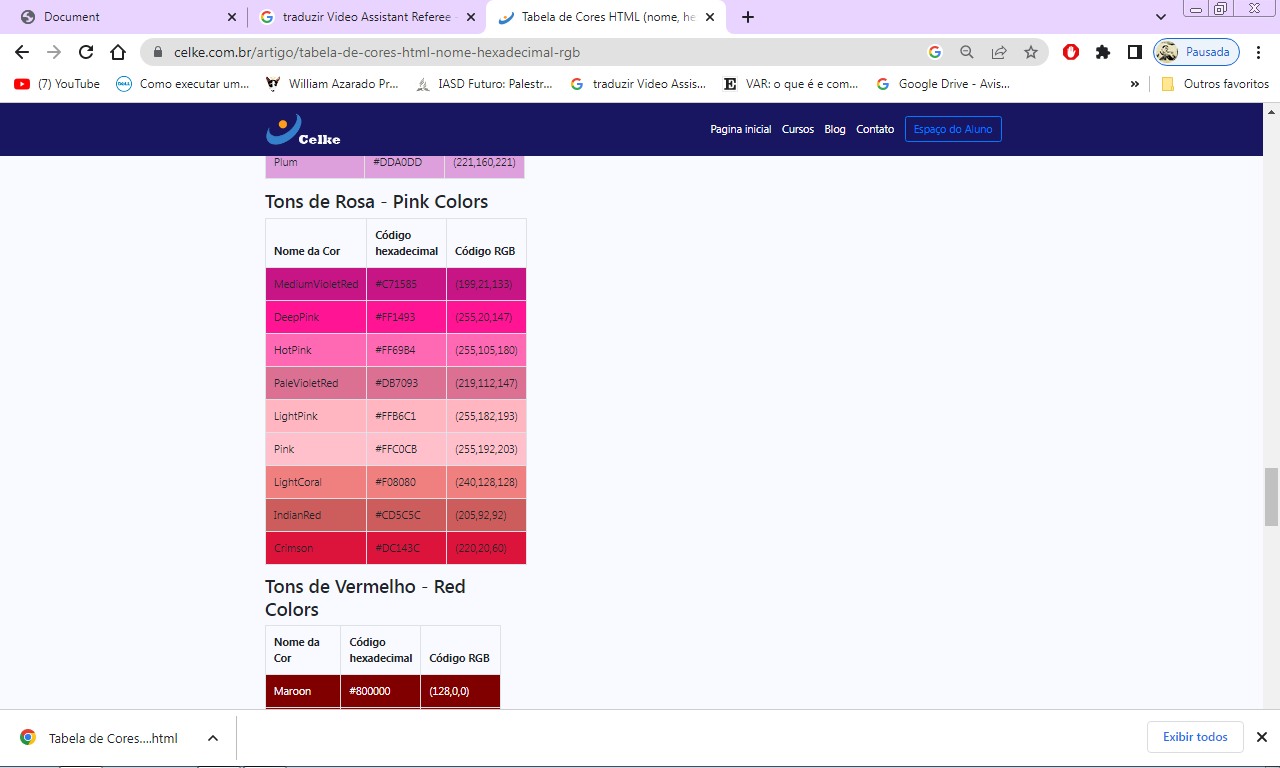 Document
traduzir Video Assistant Referee -
Tabela de Cores HTML (nome, he
celke.com.br/artigo/tabela-de-cores-html-nome-hexadecimal-rgb
Pausada
(7) YouTube
Como executar um...
William Azarado Pr...
IASD Futuro: Palestr...
traduzir Video Assis...
VAR: o que é e com...
Google Drive - Avis...
»
Outros favoritos
Celke
Pagina inicial Cursos Blog Contato Espaço do Aluno
Plum #DDA0DD (221,160,221)
Tons de Rosa - Pink Colors
Código
Nome da Cor hexadecimal Código RGB
MediumVioletRed #C71585 (199,21,133)
DeepPink #FF1493 (255,20,147)
HotPink #FF69B4 (255,105,180)
PaleVioletRed #DB7093 (219,112,147)
LightPink #FFB6C1 (255,182,193)
Pink #FFC0CB (255,192,203)
LightCoral #F08080 (240,128,128)
IndianRed #CD5C5C (205,92,92)
Crimson #DC143C (220,20,60)
Tons de Vermelho - Red
Colors
Nome da Código
Cor hexadecimal Código RGB
Maroon #800000 (128,0,0)
Tabela de Cores....html
Exibir todos